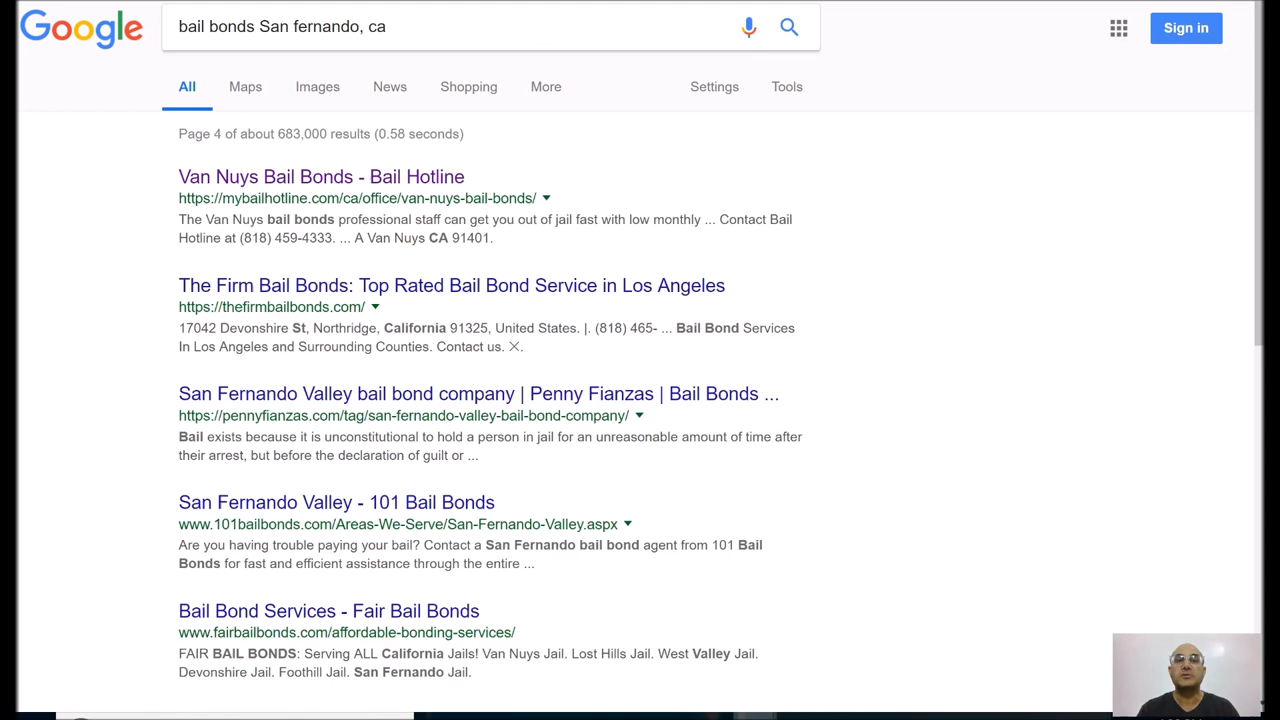 Google
bail bonds San fernando, ca
Sign in
All Maps Images News Shopping More Settings Tools
Page 4 of about 683,000 results (0.58 seconds)
Van Nuys Bail Bonds - Bail Hotline
https://mybailhotline.com/ca/office/van-nuys-bail-bonds/
The Van Nuys bail bonds professional staff can get you out of jail fast with low monthly ... Contact Bail
Hotline at (818) 459-4333. ... A Van Nuys CA 91401.
The Firm Bail Bonds: Top Rated Bail Bond Service in Los Angeles
https://thefirmbailbonds.com/
17042 Devonshire St, Northridge, California 91325, United States. |. (818) 465- ... Bail Bond Services
In Los Angeles and Surrounding Counties. Contact us. ✕.
San Fernando Valley bail bond company | Penny Fianzas | Bail Bonds ...
https://pennyfianzas.com/tag/san-fernando-valley-bail-bond-company/
Bail exists because it is unconstitutional to hold a person in jail for an unreasonable amount of time after
their arrest, but before the declaration of guilt or ...
San Fernando Valley - 101 Bail Bonds
www.101bailbonds.com/Areas-We-Serve/San-Fernando-Valley.aspx
Are you having trouble paying your bail? Contact a San Fernando bail bond agent from 101 Bail
Bonds for fast and efficient assistance through the entire ...
Bail Bond Services - Fair Bail Bonds
www.fairbailbonds.com/affordable-bonding-services/
FAIR BAIL BONDS: Serving ALL California Jails! Van Nuys Jail. Lost Hills Jail. West Valley Jail.
Devonshire Jail. Foothill Jail. San Fernando Jail.